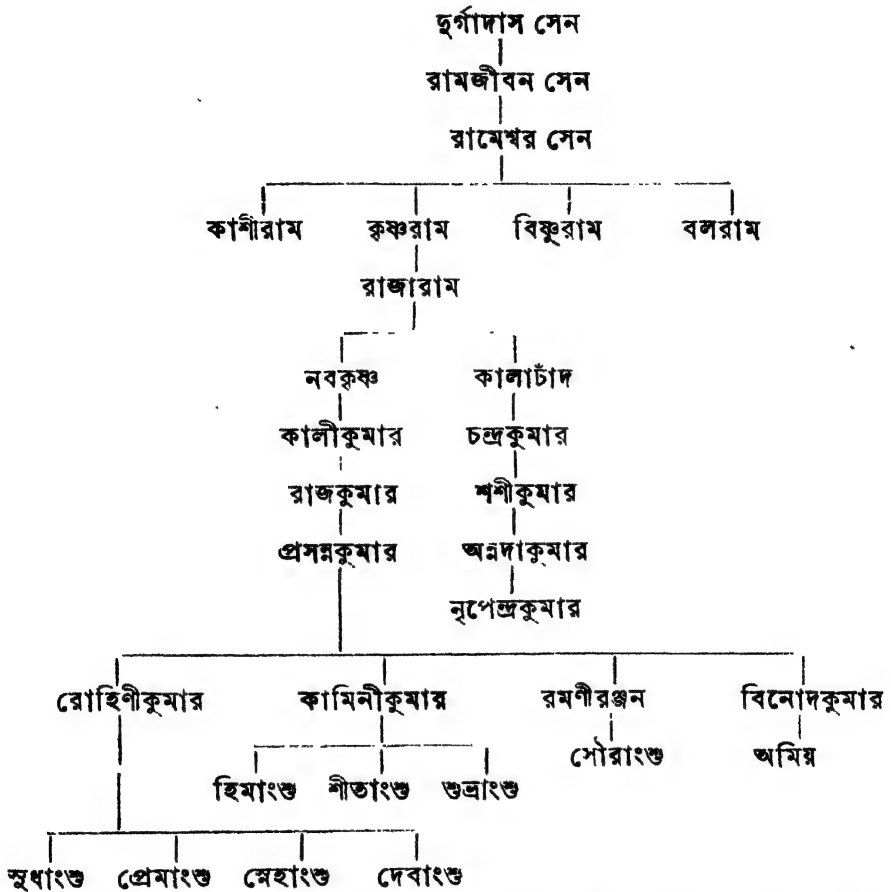 দুর্গাদাস সেন
রামজীবন সেন
রামেশ্বর সেন
কাশীরাম কৃষ্ণরাম বিষ্ণুরাম বলরাম
রাজারাম
নবকৃষ্ণ কালাচাঁদ
কালীকুমার চন্দ্রকুমার
রাজকুমার শশীকুমার
প্রসন্নকুমার অন্নদাকুমার
নৃপেন্দ্রকুমার
রোহিণীকুমার কামিনীকুমার রমণীরঞ্জন বিনোদকুমার
সৌরাংশু অমিয়
হিমাংশু শীতাংশু শুভ্রাংশু
সুধাংশু প্রেমাংশু স্নেহাংশু দেবাংশু